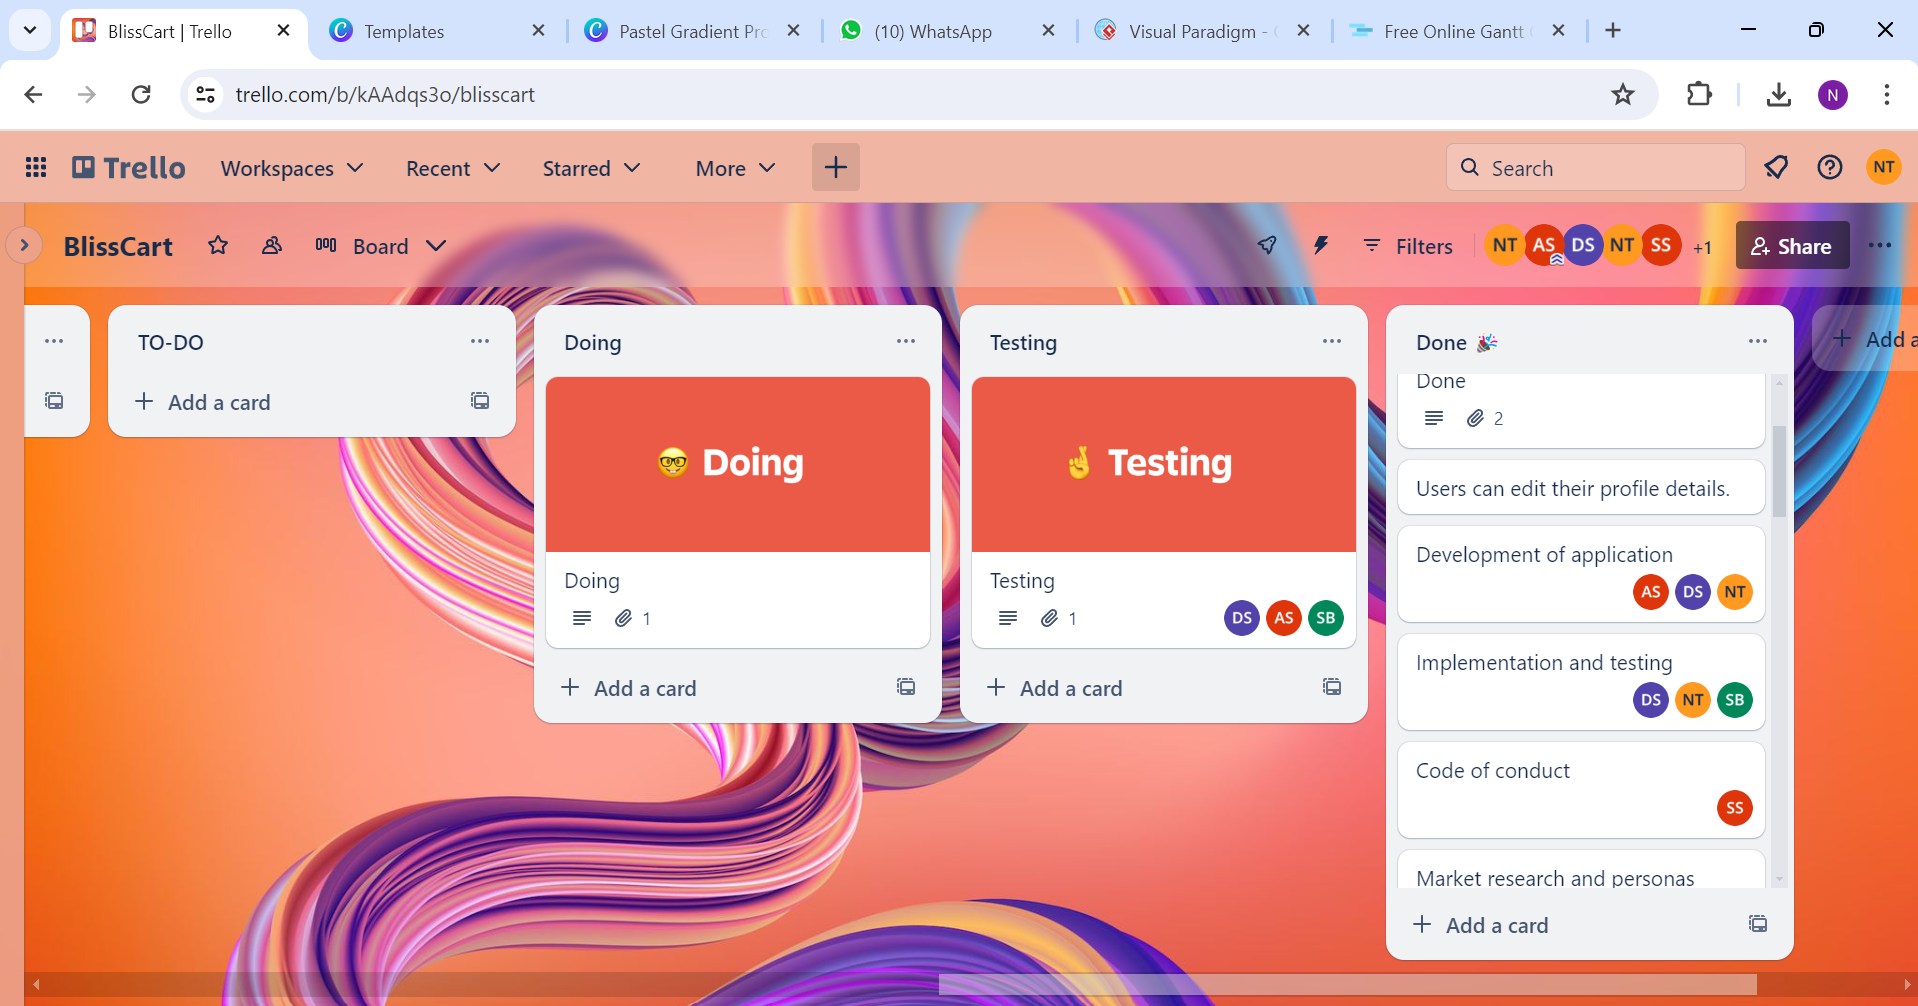 BlissCart | Trello
Templates
Pastel Gradient Pro
(10) WhatsApp
Visual Paradigm -
Free Online Gantt
trello.com/b/kAAdqs3o/blisscart
N
Trello
Workspaces
Recent
Starred
More
Search
NT
BlissCart
Board
Filters
NT
AS
DS
NT
SS
+1
Share
TO-DO
Add a card
Doing
🤓 Doing
Doing
1
Add a card
Testing
🤞 Testing
Testing
1
DS
AS
SB
Add a card
Done 🎉
Done
2
Users can edit their profile details.
Development of application
AS
DS
NT
Implementation and testing
DS
NT
SB
Code of conduct
SS
Market research and personas
Add a card
Add a